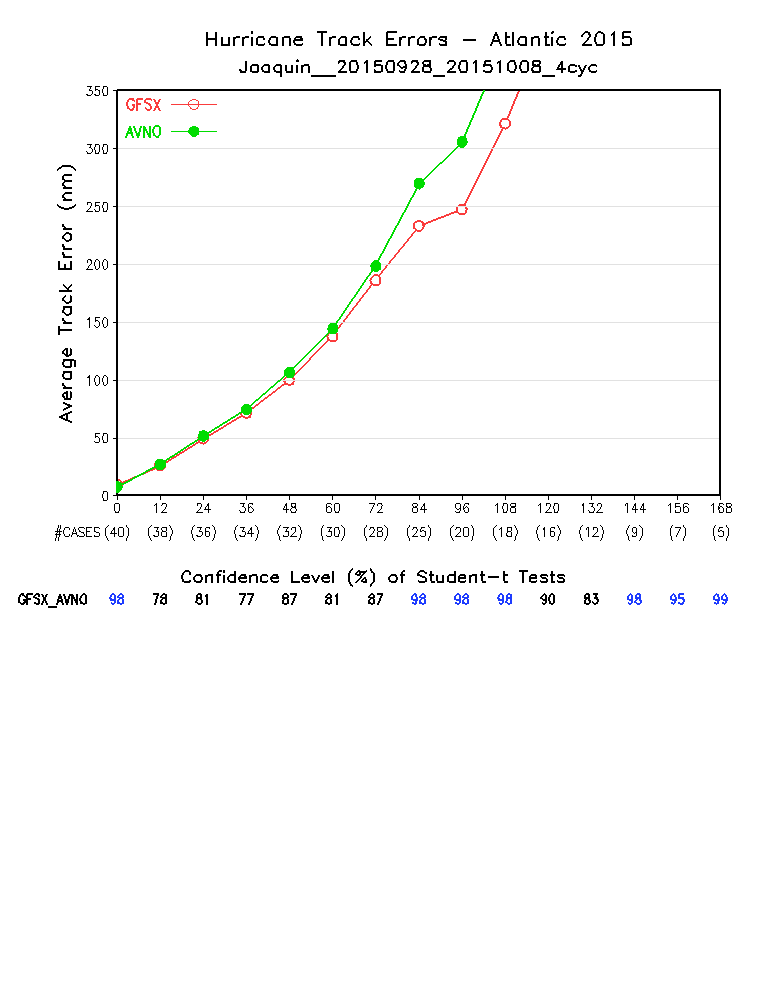 Hurricane Track Errors - Atlantic 2015
Joaquin__20150928_20151008_4cyc
350
GFSX
AVNO
300
250
200
150
100
50
0
Average Track Error (nm)
0 12 24 36 48 60 72 84 96 108 120 132 144 156 168
#CASES (40) (38) (36) (34) (32) (30) (28) (25) (20) (18) (16) (12) (9) (7) (5)
Confidence Level (%) of Student-t Tests
GFSX_AVNO 98 78 81 77 87 81 87 98 98 98 90 83 98 95 99